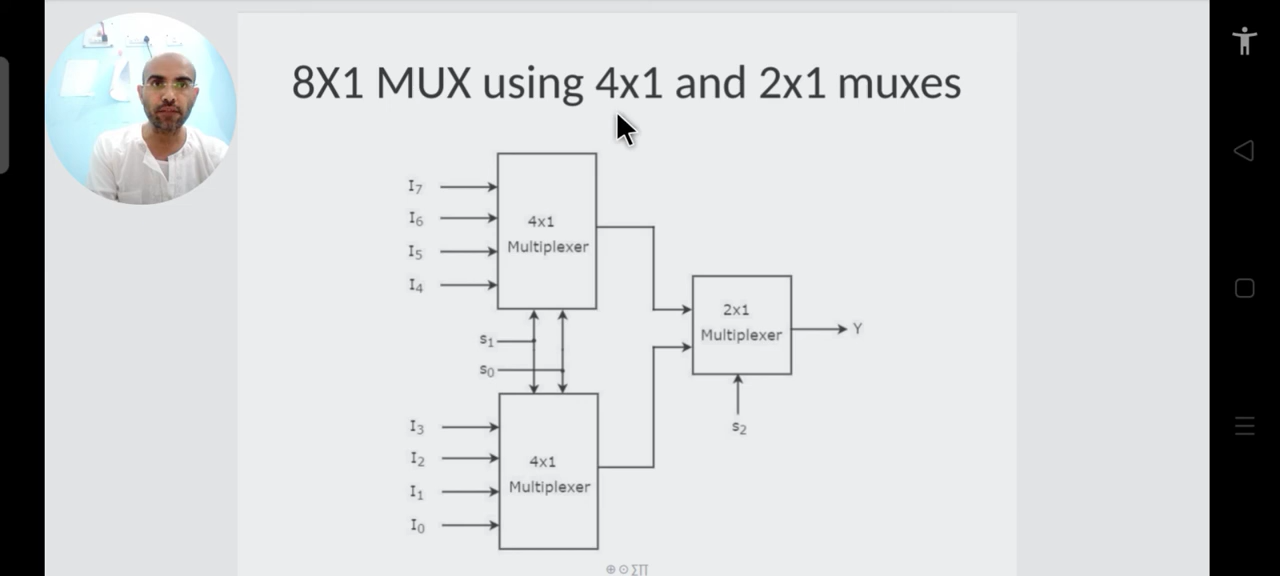 8X1 MUX using 4x1 and 2x1 muxes
I7
I6
I5
I4
4x1
Multiplexer
s1
s0
I3
I2
I1
I0
4x1
Multiplexer
2x1
Multiplexer
Y
s2